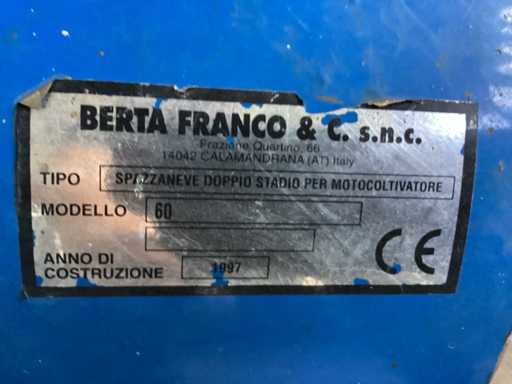 BERTA FRANCO & C. s.n.c.
Frazione Quartino, 66
14042 CALAMANDRANA (AT) Italy
TIPO SPAZZANEVE DOPPIO STADIO PER MOTOCOLTIVATORE
MODELLO 60
ANNO DI
COSTRUZIONE 1997
CE